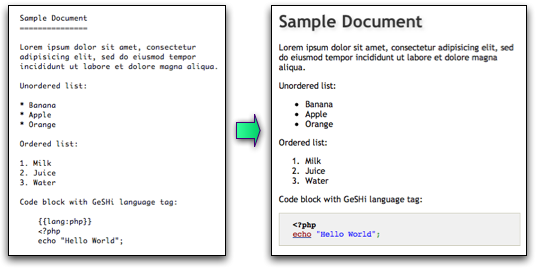 Sample Document
===============
Lorem ipsum dolor sit amet, consectetur
adipisicing elit, sed do eiusmod tempor
incididunt ut labore et dolore magna aliqua.
Unordered list:
* Banana
* Apple
* Orange
Ordered list:
1. Milk
2. Juice
3. Water
Code block with GeSHi language tag:
{{lang:php}}
<?php
echo "Hello World";
Sample Document
Lorem ipsum dolor sit amet, consectetur adipisicing elit, sed
do eiusmod tempor incididunt ut labore et dolore magna
aliqua.
Unordered list:
• Banana
• Apple
• Orange
Ordered list:
1. Milk
2. Juice
3. Water
Code block with GeSHi language tag:
<?php
echo "Hello World";